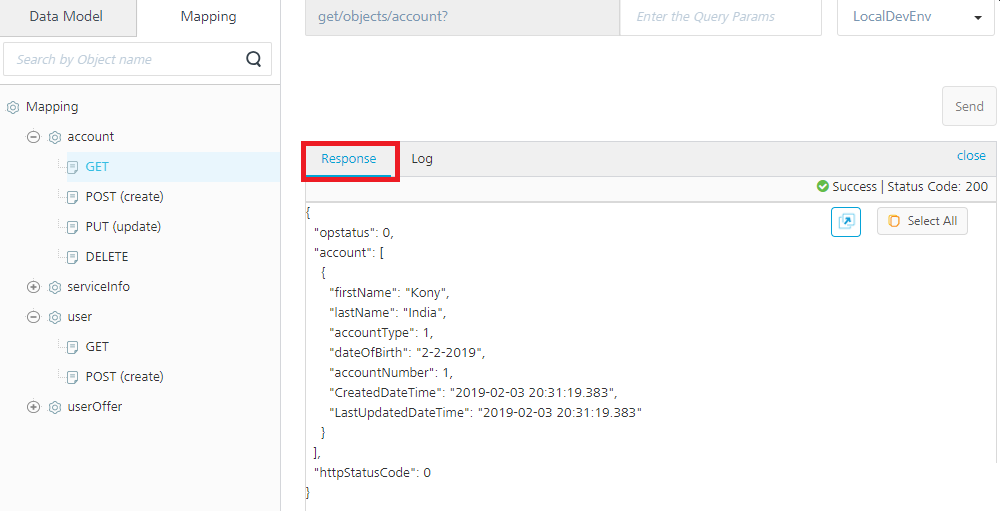 Data Model
Mapping
get/objects/account?
Enter the Query Params
LocalDevEnv
Search by Object name
Send
Mapping
account
GET
POST (create)
PUT (update)
DELETE
serviceInfo
user
GET
POST (create)
userOffer
Response
Log
close
Success | Status Code: 200
Select All
{
"opstatus": 0,
"account": [
{
"firstName": "Kony",
"lastName": "India",
"accountType": 1,
"dateOfBirth": "2-2-2019",
"accountNumber": 1,
"CreatedDateTime": "2019-02-03 20:31:19.383",
"LastUpdatedDateTime": "2019-02-03 20:31:19.383"
}
],
"httpStatusCode": 0
}